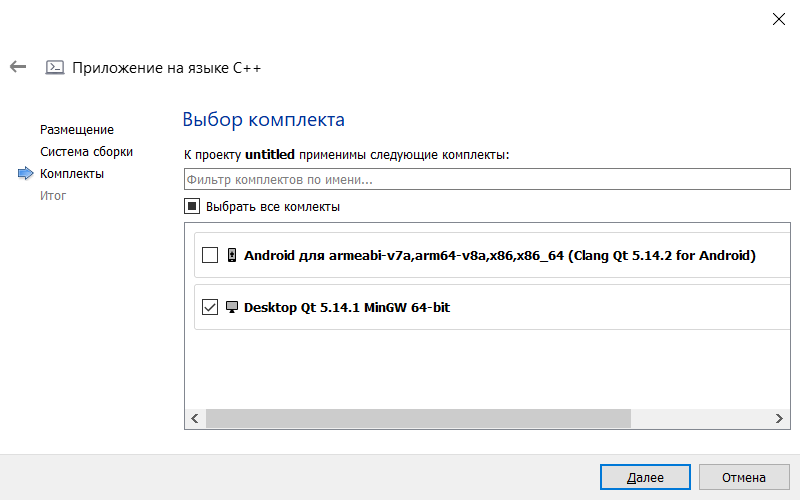 Приложение на языке C++
Размещение
Система сборки
Комплекты
Итог
Выбор комплекта
К проекту untitled применимы следующие комплекты:
Фильтр комплектов по имени...
Выбрать все комлекты
Android для armeabi-v7a,arm64-v8a,x86,x86_64 (Clang Qt 5.14.2 for Android)
Desktop Qt 5.14.1 MinGW 64-bit
Далее
Отмена